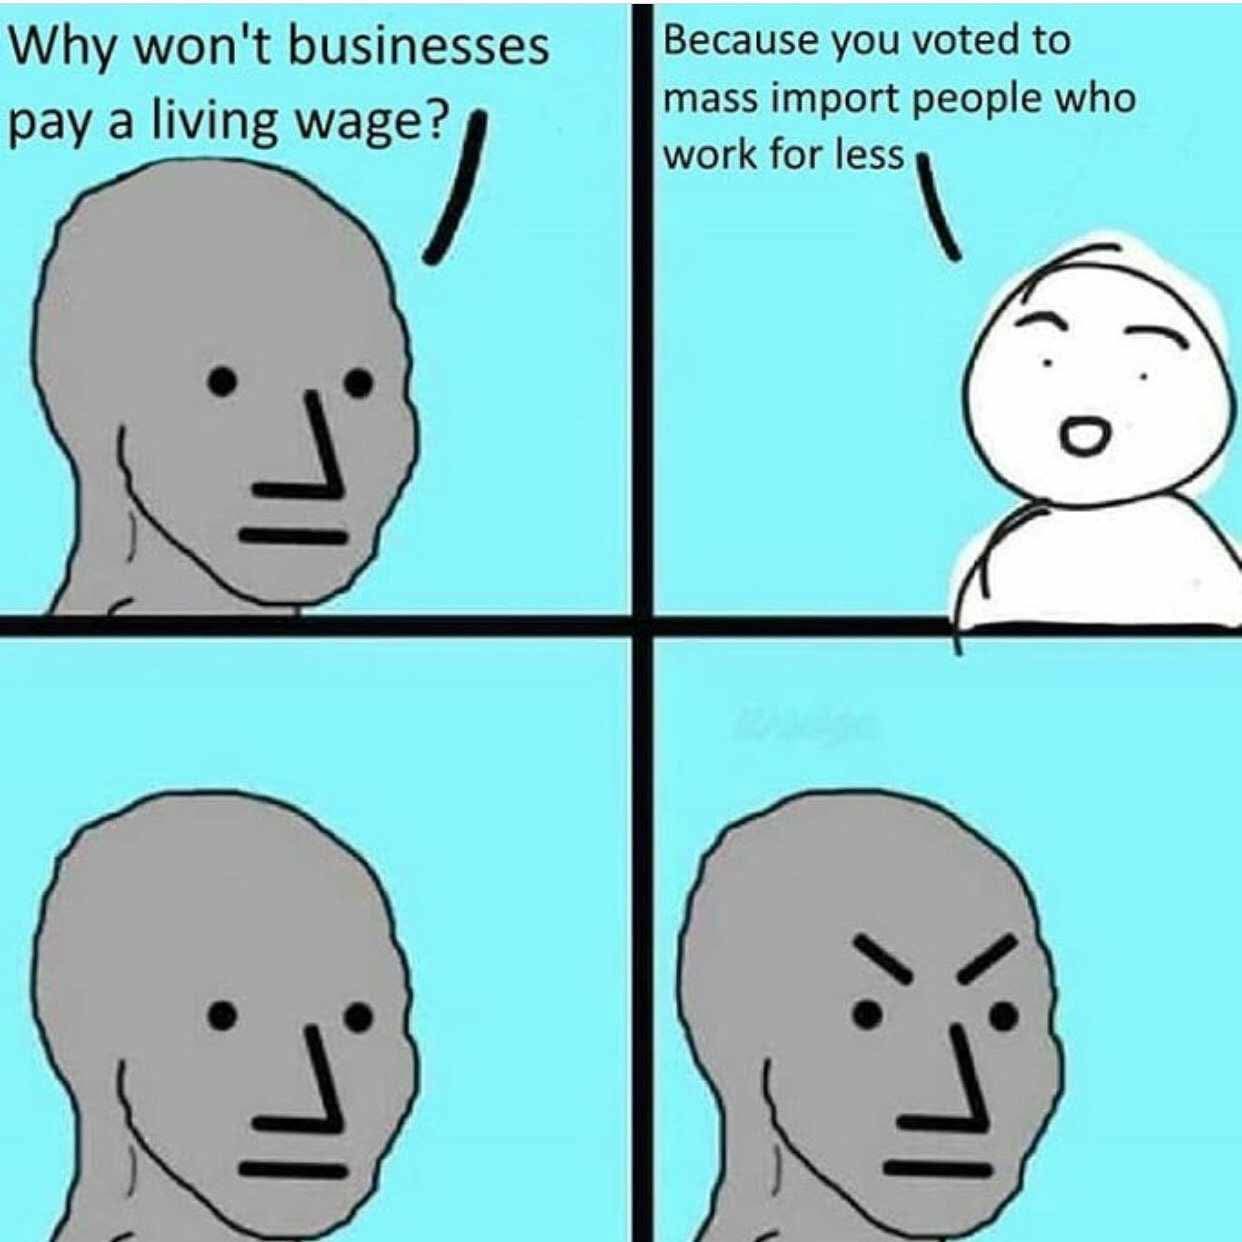 Why won't businesses
pay a living wage?
Because you voted to
mass import people who
work for less